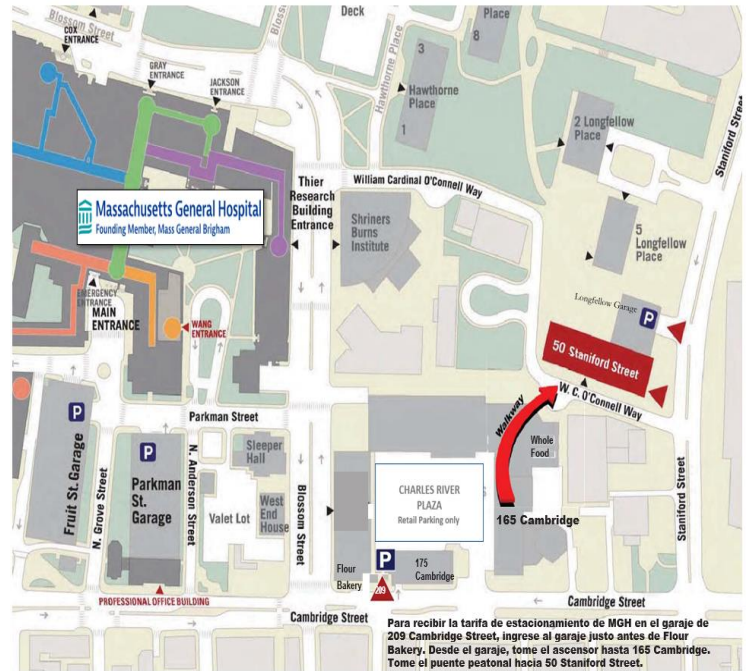 Blossom Street
COX
ENTRANCE
GRAY
ENTRANCE
JACKSON
ENTRANCE
Deck
Hawthorne Place
Place
8
3
Hawthorne
Place
1
2 Longfellow
Place
Staniford Street
William Cardinal O'Connell Way
Massachusetts General Hospital
Founding Member, Mass General Brigham
Thier
Research
Building
Entrance
Shriners
Burns
Institute
5
Longfellow
Place
EMERGENCY
ENTRANCE
MAIN
ENTRANCE
WANG
ENTRANCE
Longfellow Garage
P
50 Staniford Street
W. C. O'Connell Way
Walkway
Whole
Food
Parkman Street
P
Fruit St. Garage
N. Grove Street
P
Parkman
St.
Garage
N. Anderson Street
Sleeper
Hall
Valet Lot
West
End
House
Blossom Street
CHARLES RIVER
PLAZA
Retail Parking only
165 Cambridge
Staniford Street
Flour
Bakery
P
209
175
Cambridge
PROFESSIONAL OFFICE BUILDING
Cambridge Street
Cambridge Street
Para recibir la tarifa de estacionamiento de MGH en el garaje de
209 Cambridge Street, ingrese al garaje justo antes de Flour
Bakery. Desde el garaje, tome el ascensor hasta 165 Cambridge.
Tome el puente peatonal hacia 50 Staniford Street.